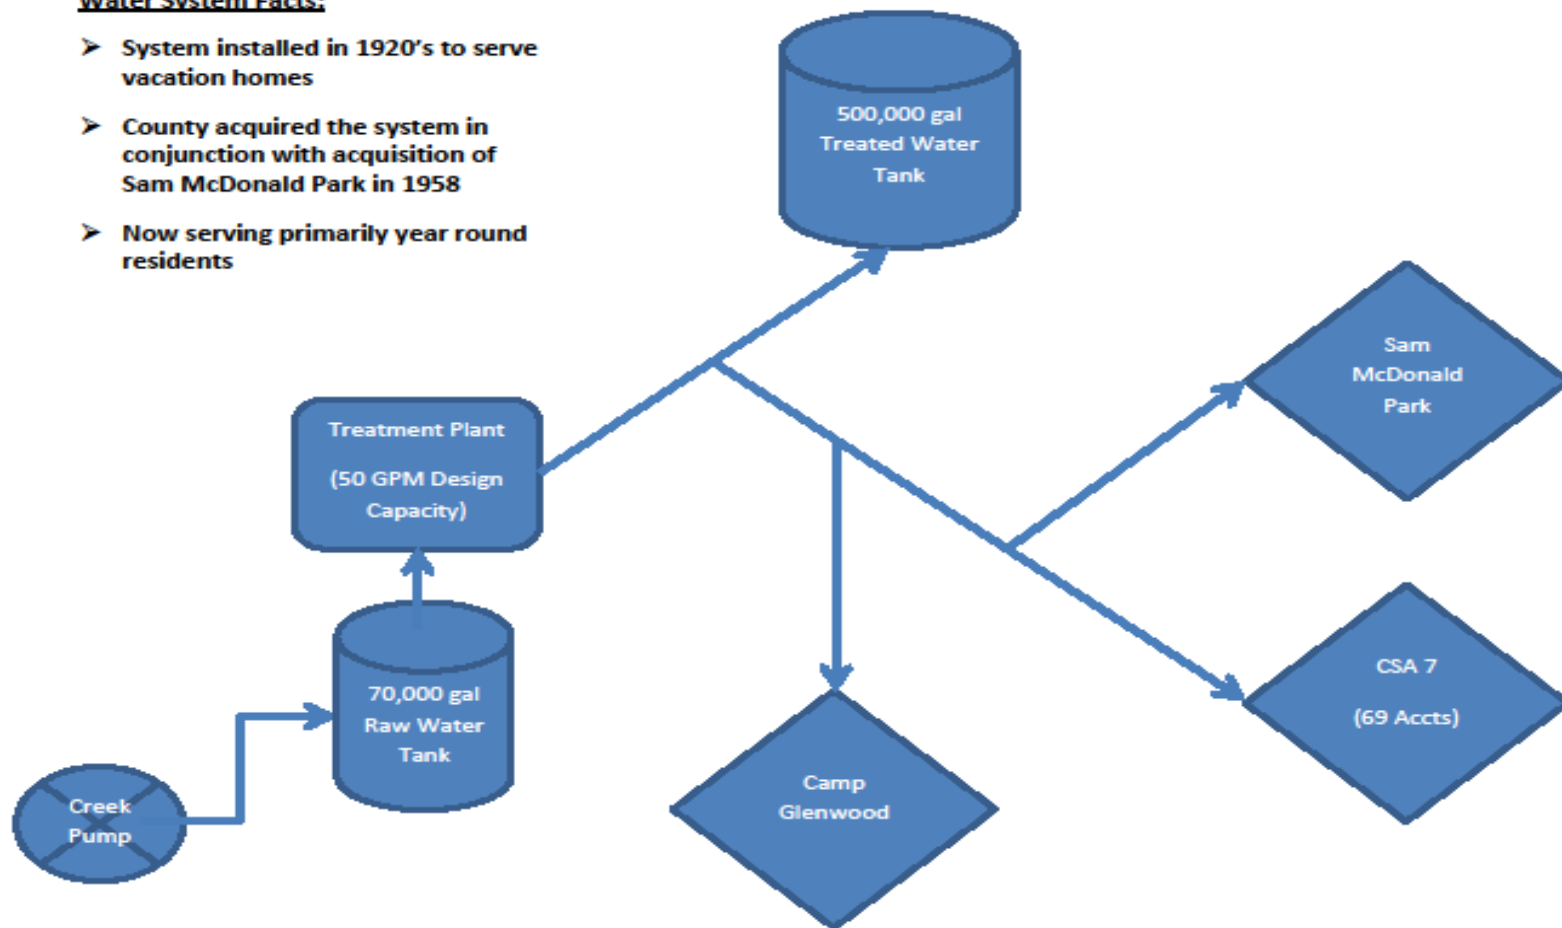 Water System Facts:
➢ System installed in 1920's to serve
vacation homes
➢ County acquired the system in
conjunction with acquisition of
Sam McDonald Park in 1958
➢ Now serving primarily year round
residents
500,000 gal
Treated Water
Tank
Sam
McDonald
Park
Treatment Plant
(50 GPM Design
Capacity)
70,000 gal
Raw Water
Tank
CSA 7
(69 Accts)
Camp
Glenwood
Creek
Pump